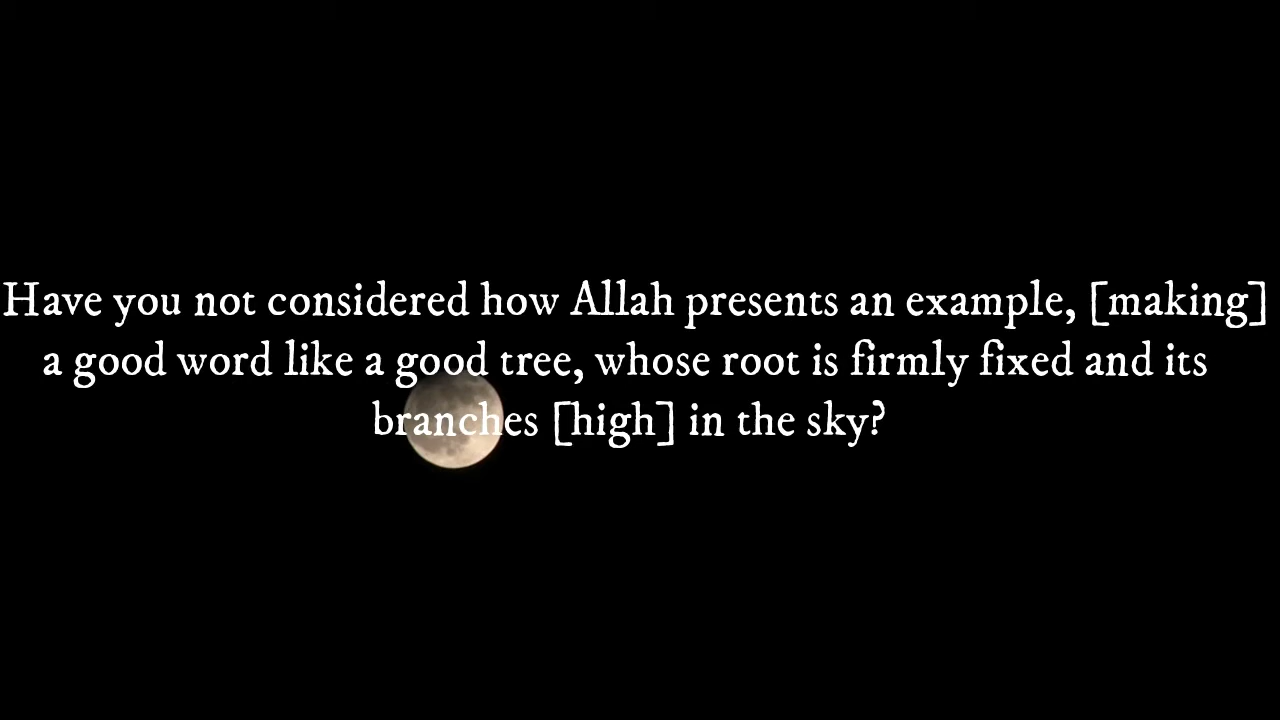 Have you not considered how Allah presents an example, [making]
a good word like a good tree, whose root is firmly fixed and its
branches [high] in the sky?